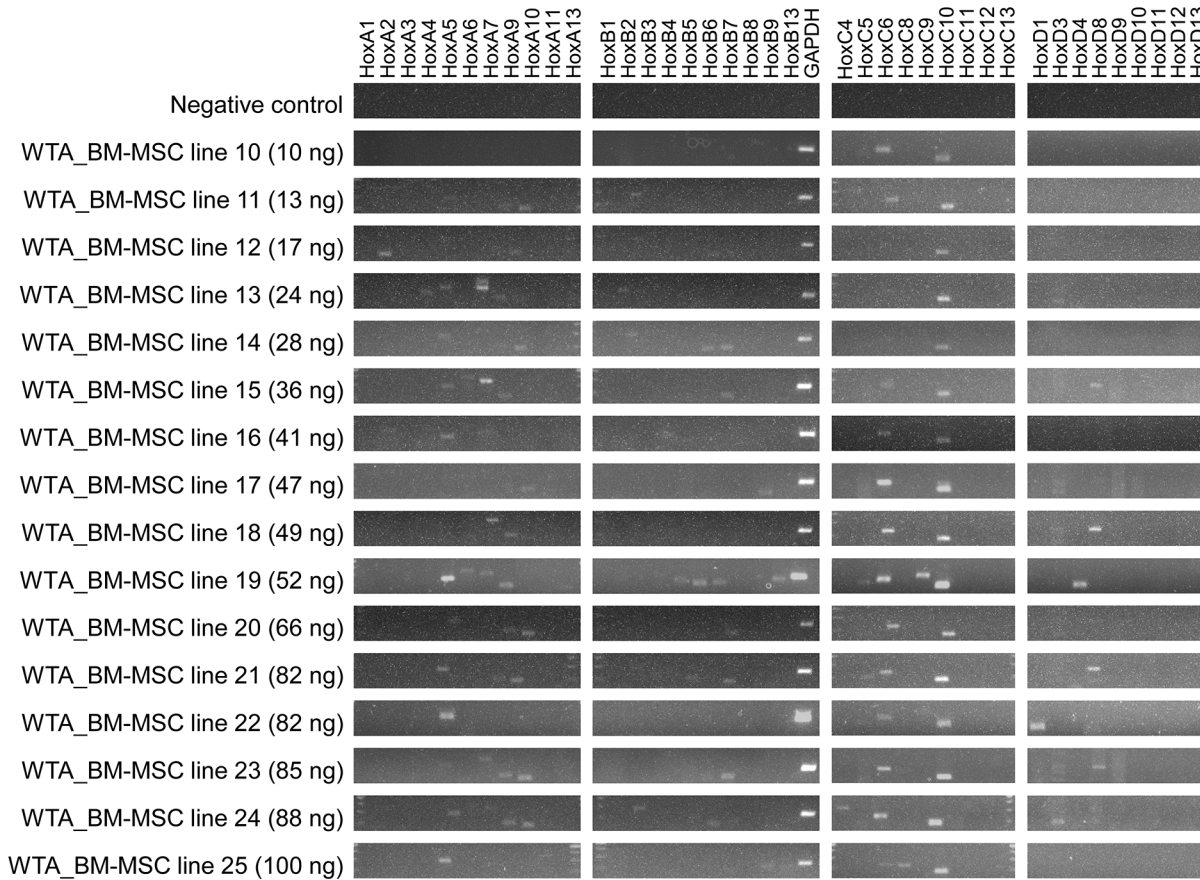 HoxA1 HoxA2 HoxA3 HoxA4 HoxA5 HoxA6 HoxA7 HoxA9 HoxA10 HoxA11 HoxA13 HoxB1 HoxB2 HoxB3 HoxB4 HoxB5 HoxB6 HoxB7 HoxB8 HoxB9 HoxB13 GAPDH HoxC4 HoxC5 HoxC6 HoxC8 HoxC9 HoxC10 HoxC11 HoxC12 HoxC13 HoxD1 HoxD3 HoxD4 HoxD8 HoxD9 HoxD10 HoxD11 HoxD12 HoxD13
Negative control
WTA_BM-MSC line 10 (10 ng)
WTA_BM-MSC line 11 (13 ng)
WTA_BM-MSC line 12 (17 ng)
WTA_BM-MSC line 13 (24 ng)
WTA_BM-MSC line 14 (28 ng)
WTA_BM-MSC line 15 (36 ng)
WTA_BM-MSC line 16 (41 ng)
WTA_BM-MSC line 17 (47 ng)
WTA_BM-MSC line 18 (49 ng)
WTA_BM-MSC line 19 (52 ng)
WTA_BM-MSC line 20 (66 ng)
WTA_BM-MSC line 21 (82 ng)
WTA_BM-MSC line 22 (82 ng)
WTA_BM-MSC line 23 (85 ng)
WTA_BM-MSC line 24 (88 ng)
WTA_BM-MSC line 25 (100 ng)